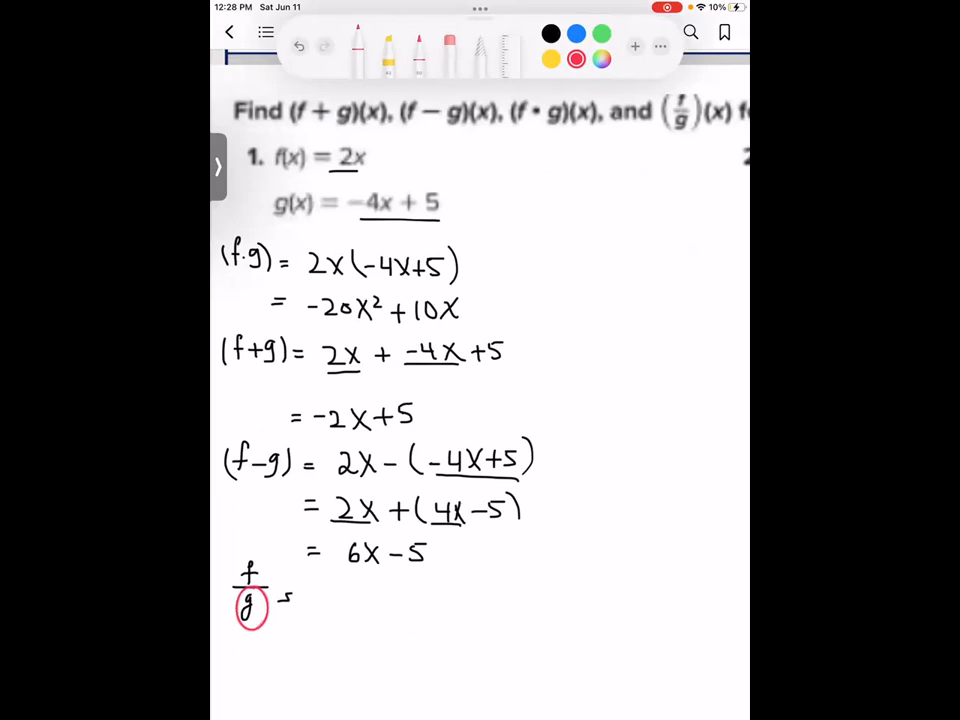 12:28 PM Sat Jun 11
10%
Find (f + g)(x), (f – g)(x), (f • g)(x), and (f/g)(x) f
1. f(x) = 2x
2
g(x) = –4x + 5
(f·g) = 2x(-4x+5)
= -20x² + 10x
(f+g) = 2x + -4x + 5
= -2x + 5
(f-g) = 2x - (-4x+5)
= 2x + (4x - 5)
= 6x - 5
f/g =